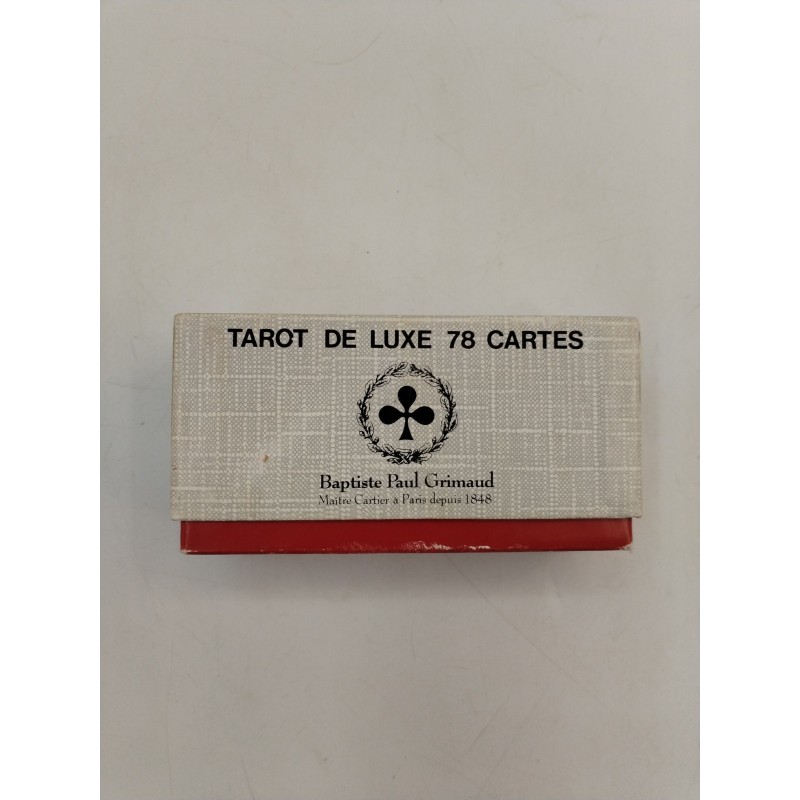 TAROT DE LUXE 78 CARTES
Baptiste Paul Grimaud
Maître Cartier à Paris depuis 1848